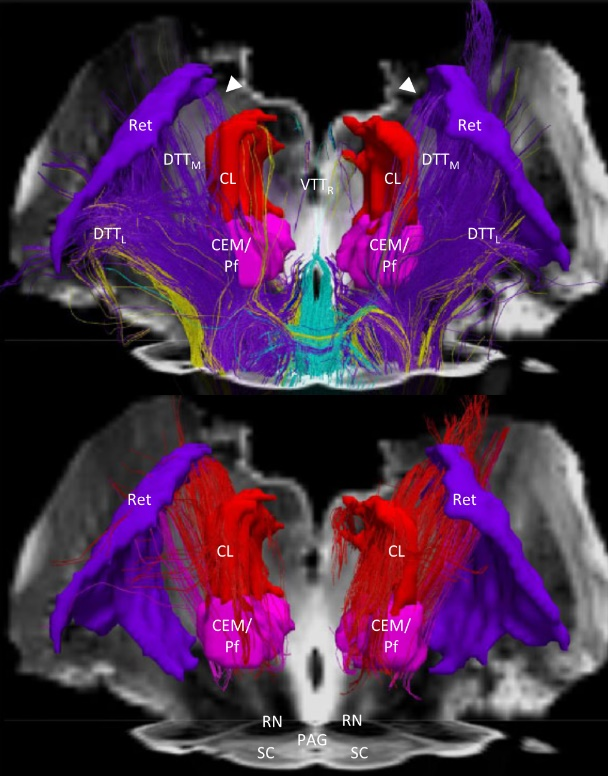 Ret
Ret
DTTM
DTTM
CL
VTTR
CL
DTTL
DTTL
CEM/
Pf
CEM/
Pf
Ret
Ret
CL
CL
CEM/
Pf
CEM/
Pf
RN
RN
PAG
SC
SC